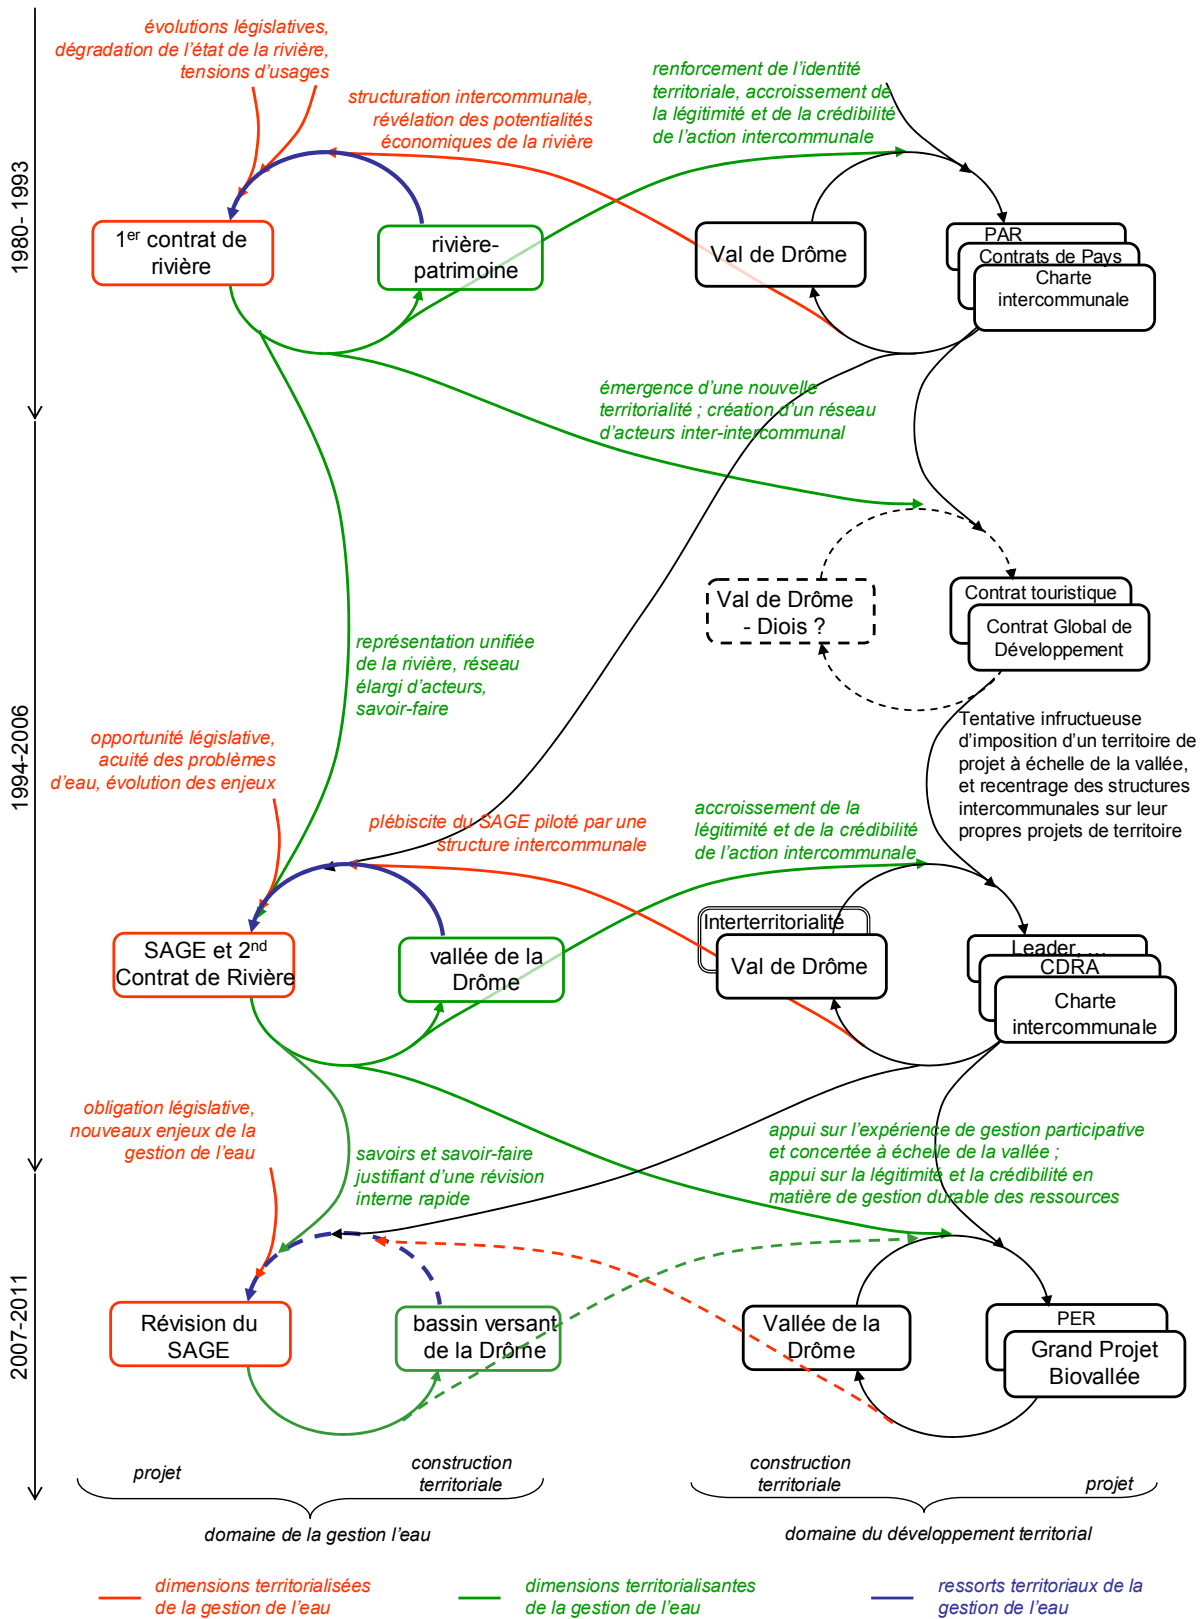 évolutions législatives,
dégradation de l'état de la rivière,
tensions d'usages
structuration intercommunale,
révélation des potentialités
économiques de la rivière
renforcement de l'identité
territoriale, accroissement de
la légitimité et de la crédibilité
de l'action intercommunale
1980- 1993
1er contrat de
rivière
rivière-
patrimoine
Val de Drôme
PAR
Contrats de Pays
Charte
intercommunale
émergence d'une nouvelle
territorialité ; création d'un réseau
d'acteurs inter-intercommunal
1994-2006
Val de Drôme
- Diois ?
Contrat touristique
Contrat Global de
Développement
représentation unifiée
de la rivière, réseau
élargi d'acteurs,
savoir-faire
Tentative infructueuse
d'imposition d'un territoire de
projet à échelle de la vallée,
et recentrage des structures
intercommunales sur leur
propres projets de territoire
opportunité législative,
acuité des problèmes
d'eau, évolution des enjeux
plébiscite du SAGE piloté par une
structure intercommunale
accroissement de la
légitimité et de la crédibilité
de l'action intercommunale
SAGE et 2nd
Contrat de Rivière
vallée de la
Drôme
Interterritorialité
Val de Drôme
Leader, ...
CDRA
Charte
intercommunale
obligation législative,
nouveaux enjeux de la
gestion de l'eau
savoirs et savoir-faire
justifiant d'une révision
interne rapide
appui sur l'expérience de gestion participative
et concertée à échelle de la vallée ;
appui sur la légitimité et la crédibilité en
matière de gestion durable des ressources
2007-2011
Révision du
SAGE
bassin versant
de la Drôme
Vallée de la
Drôme
PER
Grand Projet
Biovallée
projet
construction
territoriale
construction
territoriale
projet
domaine de la gestion l'eau
domaine du développement territorial
dimensions territorialisées
de la gestion de l'eau
dimensions territorialisantes
de la gestion de l'eau
ressorts territoriaux de la
gestion de l'eau